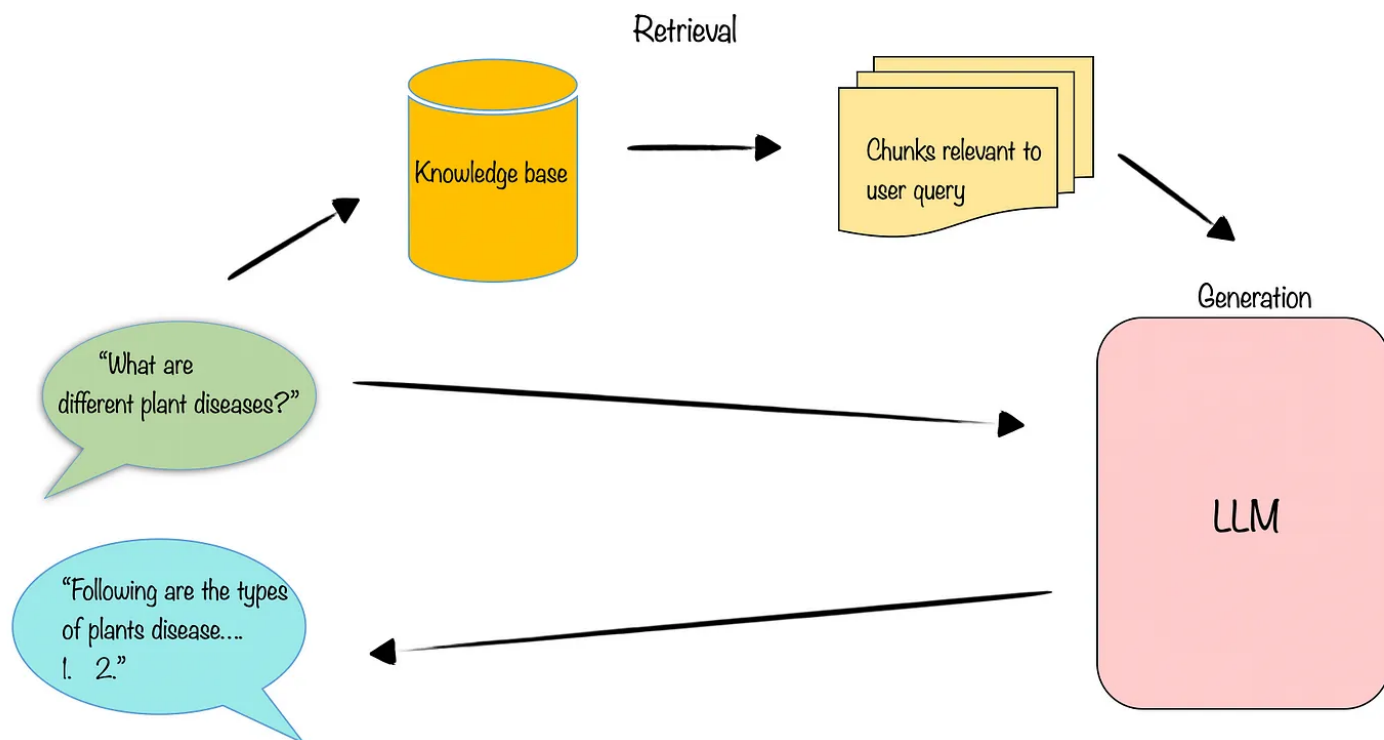 Retrieval
Knowledge base
Chunks relevant to
user query
Generation
“What are
different plant diseases?”
LLM
“Following are the types
of plants disease....
1. 2.”